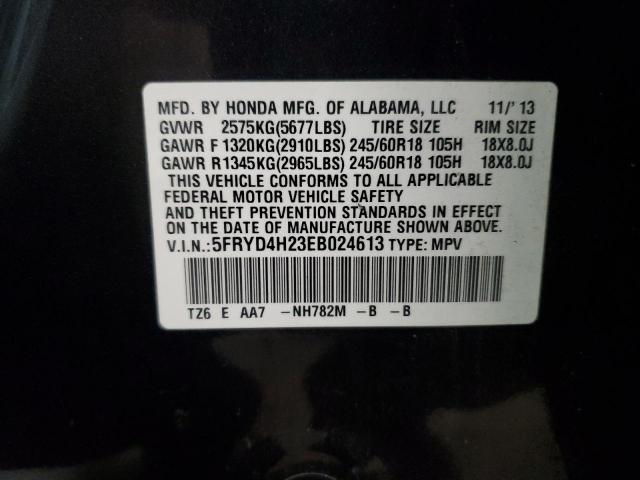 MFD. BY HONDA MFG. OF ALABAMA, LLC 11/'13
GVWR 2575KG(5677LBS) TIRE SIZE RIM SIZE
GAWR F 1320KG(2910LBS) 245/60R18 105H 18X8.0J
GAWR R 1345KG(2965LBS) 245/60R18 105H 18X8.0J
THIS VEHICLE CONFORMS TO ALL APPLICABLE
FEDERAL MOTOR VEHICLE SAFETY
AND THEFT PREVENTION STANDARDS IN EFFECT
ON THE DATE OF MANUFACTURE SHOWN ABOVE.
V.I.N.:5FRYD4H23EB024613 TYPE: MPV
TZ6 E AA7 -NH782M -B -B